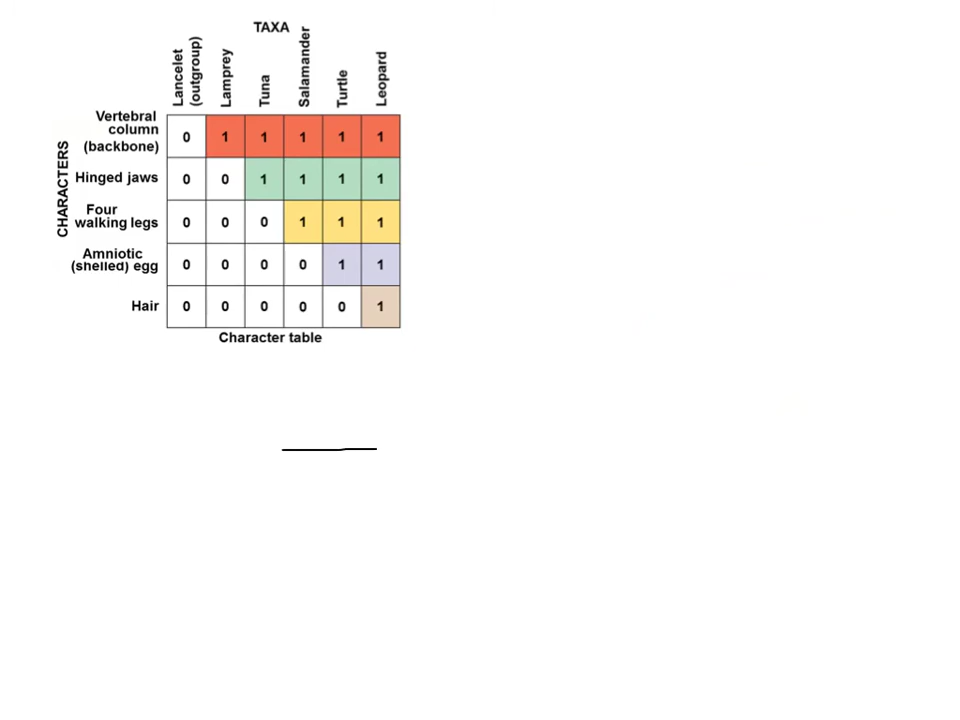 TAXA
Lancelet
(outgroup)
Lamprey
Tuna
Salamander
Turtle
Leopard
CHARACTERS
Vertebral
column
(backbone)
0 1 1 1 1 1
Hinged jaws
0 0 1 1 1 1
Four
walking legs
0 0 0 1 1 1
Amniotic
(shelled) egg
0 0 0 0 1 1
Hair
0 0 0 0 0 1
Character table